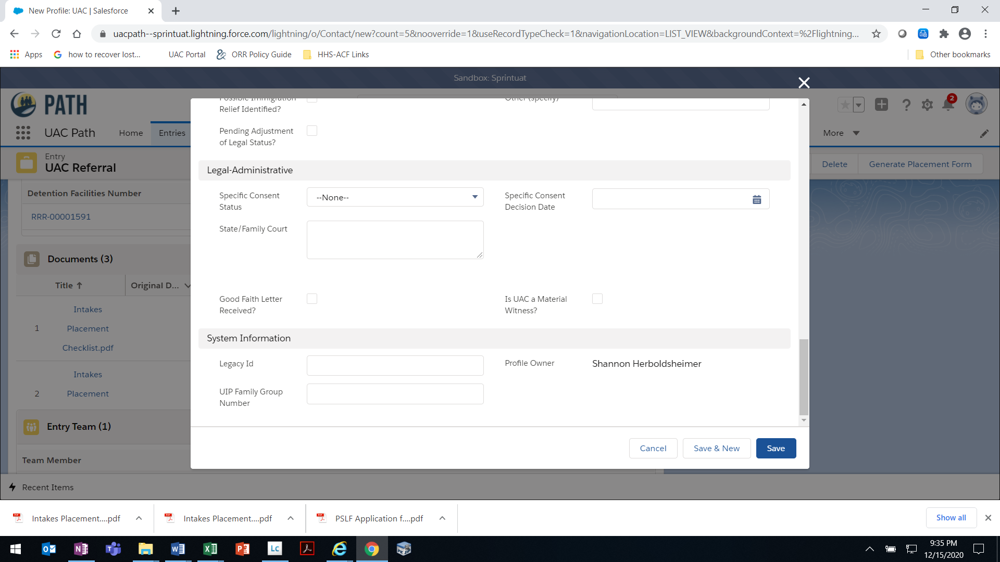 New Profile: UAC | Salesforce
uacpath--sprintuat.lightning.force.com/lightning/o/Contact/new?count=5&nooverride=1&useRecordTypeCheck=1&navigationLocation=LIST_VIEW&backgroundContext=%2Flightning...
Apps
how to recover lost...
UAC Portal
ORR Policy Guide
HHS-ACF Links
Other bookmarks
Sandbox: Sprintuat
PATH
2
UAC Path
Home
Entries
More
Entry
UAC Referral
Delete
Generate Placement Form
Detention Facilities Number
RRR-00001591
Documents (3)
Title
Original D...
1
Intakes
Placement
Checklist.pdf
2
Intakes
Placement
Entry Team (1)
Team Member
Recent Items
Possible Immigration
Relief Identified?
Other (specify)
Pending Adjustment
of Legal Status?
Legal-Administrative
Specific Consent
Status
--None--
Specific Consent
Decision Date
State/Family Court
Good Faith Letter
Received?
Is UAC a Material
Witness?
System Information
Legacy Id
Profile Owner
Shannon Herboldsheimer
UIP Family Group
Number
Cancel
Save & New
Save
Intakes Placement....pdf
Intakes Placement....pdf
PSLF Application f....pdf
Show all
Lc
9:35 PM
12/15/2020